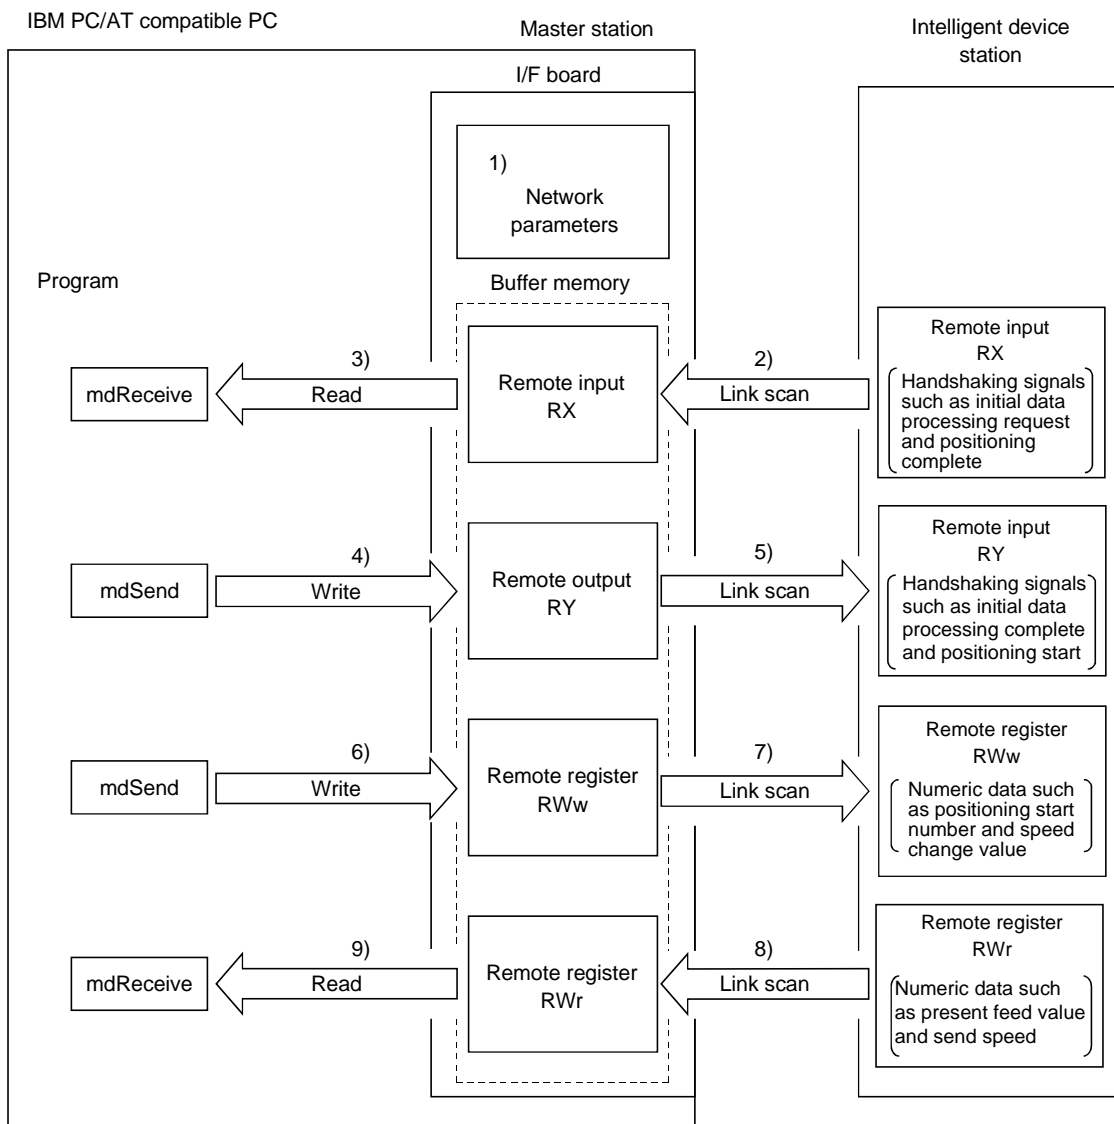 IBM PC/AT compatible PC
Master station
Intelligent device
station
I/F board
1)
Network
parameters
Program
Buffer memory
mdReceive
3)
Read
Remote input
RX
2)
Link scan
Remote input
RX
Handshaking signals
such as initial data
processing request
and positioning
complete
mdSend
4)
Write
Remote output
RY
5)
Link scan
Remote input
RY
Handshaking signals
such as initial data
processing complete
and positioning start
mdSend
6)
Write
Remote register
RWw
7)
Link scan
Remote register
RWw
Numeric data such
as positioning start
number and speed
change value
mdReceive
9)
Read
Remote register
RWr
8)
Link scan
Remote register
RWr
Numeric data such
as present feed value
and send speed